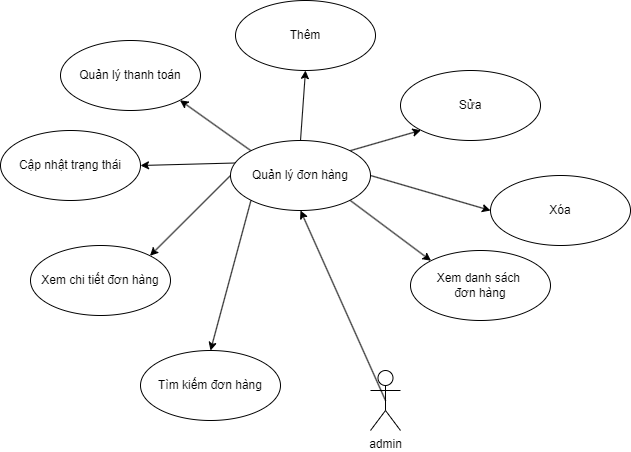 Thêm
Quản lý thanh toán
Sửa
Cập nhật trạng thái
Quản lý đơn hàng
Xóa
Xem chi tiết đơn hàng
Xem danh sách
đơn hàng
Tìm kiếm đơn hàng
admin